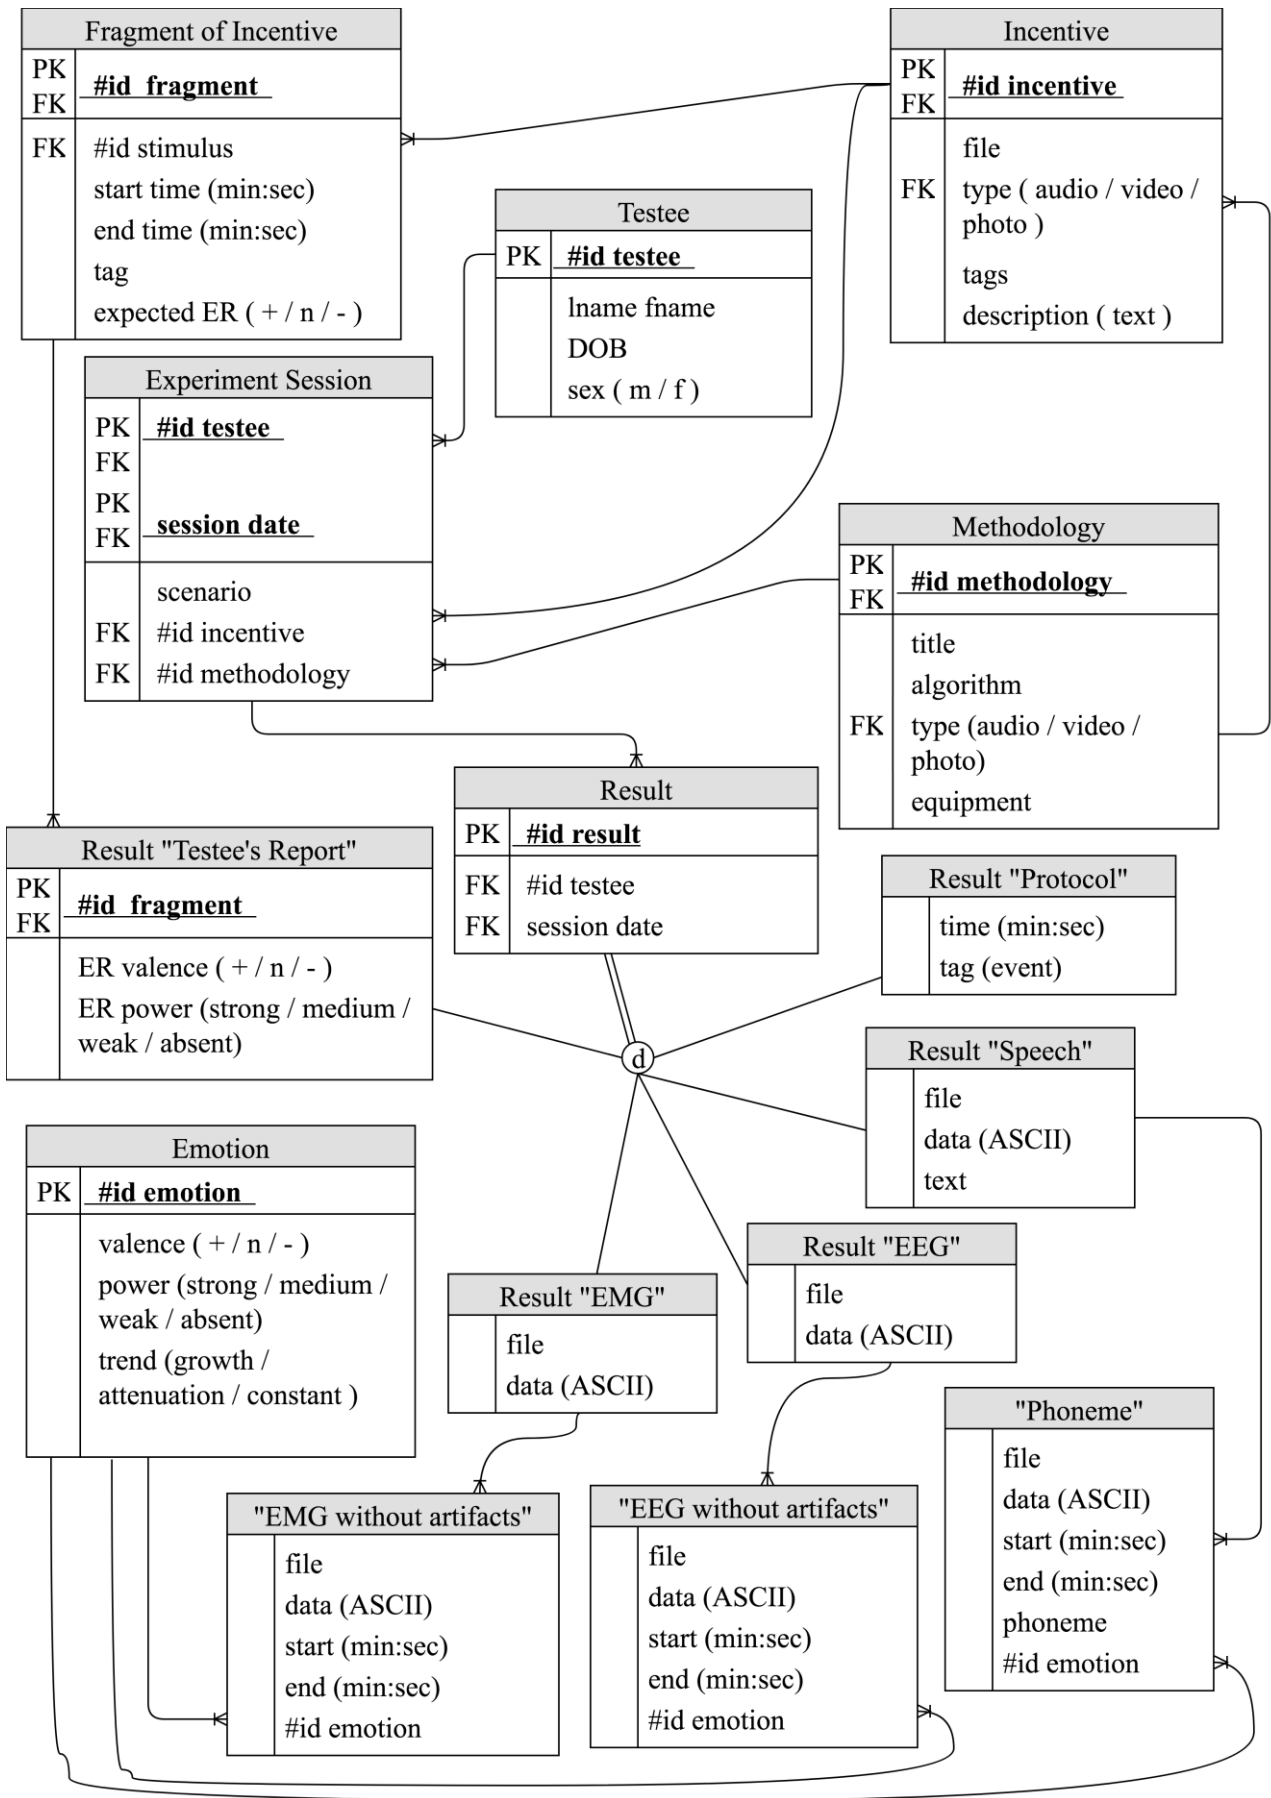 Fragment of Incentive
PK
FK
#id fragment
FK
#id stimulus
start time (min:sec)
end time (min:sec)
tag
expected ER ( + / n / - )
Incentive
PK
FK
#id incentive
file
FK
type ( audio / video /
photo )
tags
description ( text )
Testee
PK
#id testee
lname fname
DOB
sex ( m / f )
Experiment Session
PK
#id testee
FK
PK
session date
FK
scenario
FK
#id incentive
FK
#id methodology
Methodology
PK
FK
#id methodology
title
algorithm
FK
type (audio / video /
photo)
equipment
Result
PK
#id result
FK
#id testee
FK
session date
Result "Testee's Report"
PK
FK
#id fragment
ER valence ( + / n / - )
ER power (strong / medium /
weak / absent)
Result "Protocol"
time (min:sec)
tag (event)
d
Result "Speech"
file
data (ASCII)
text
Emotion
PK
#id emotion
valence ( + / n / - )
power (strong / medium /
weak / absent)
trend (growth /
attenuation / constant )
Result "EMG"
file
data (ASCII)
Result "EEG"
file
data (ASCII)
"Phoneme"
file
data (ASCII)
start (min:sec)
end (min:sec)
phoneme
#id emotion
"EMG without artifacts"
file
data (ASCII)
start (min:sec)
end (min:sec)
#id emotion
"EEG without artifacts"
file
data (ASCII)
start (min:sec)
end (min:sec)
#id emotion